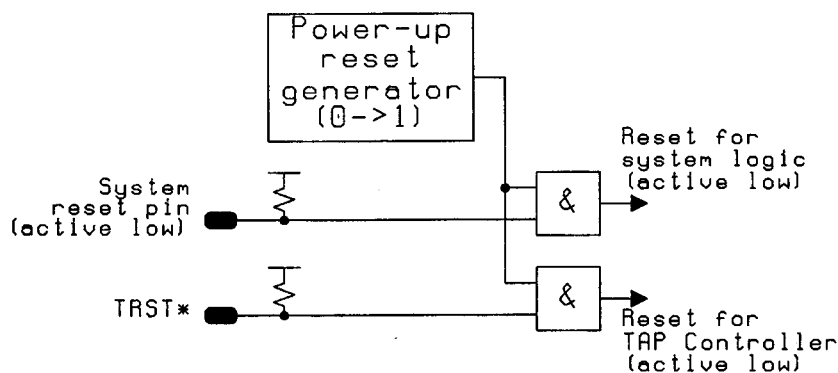 Power-up
reset
generator
(0->1)
Reset for
system logic
(active low)
System
reset pin
(active low)
&
TRST*
&
Reset for
TAP Controller
(active low)